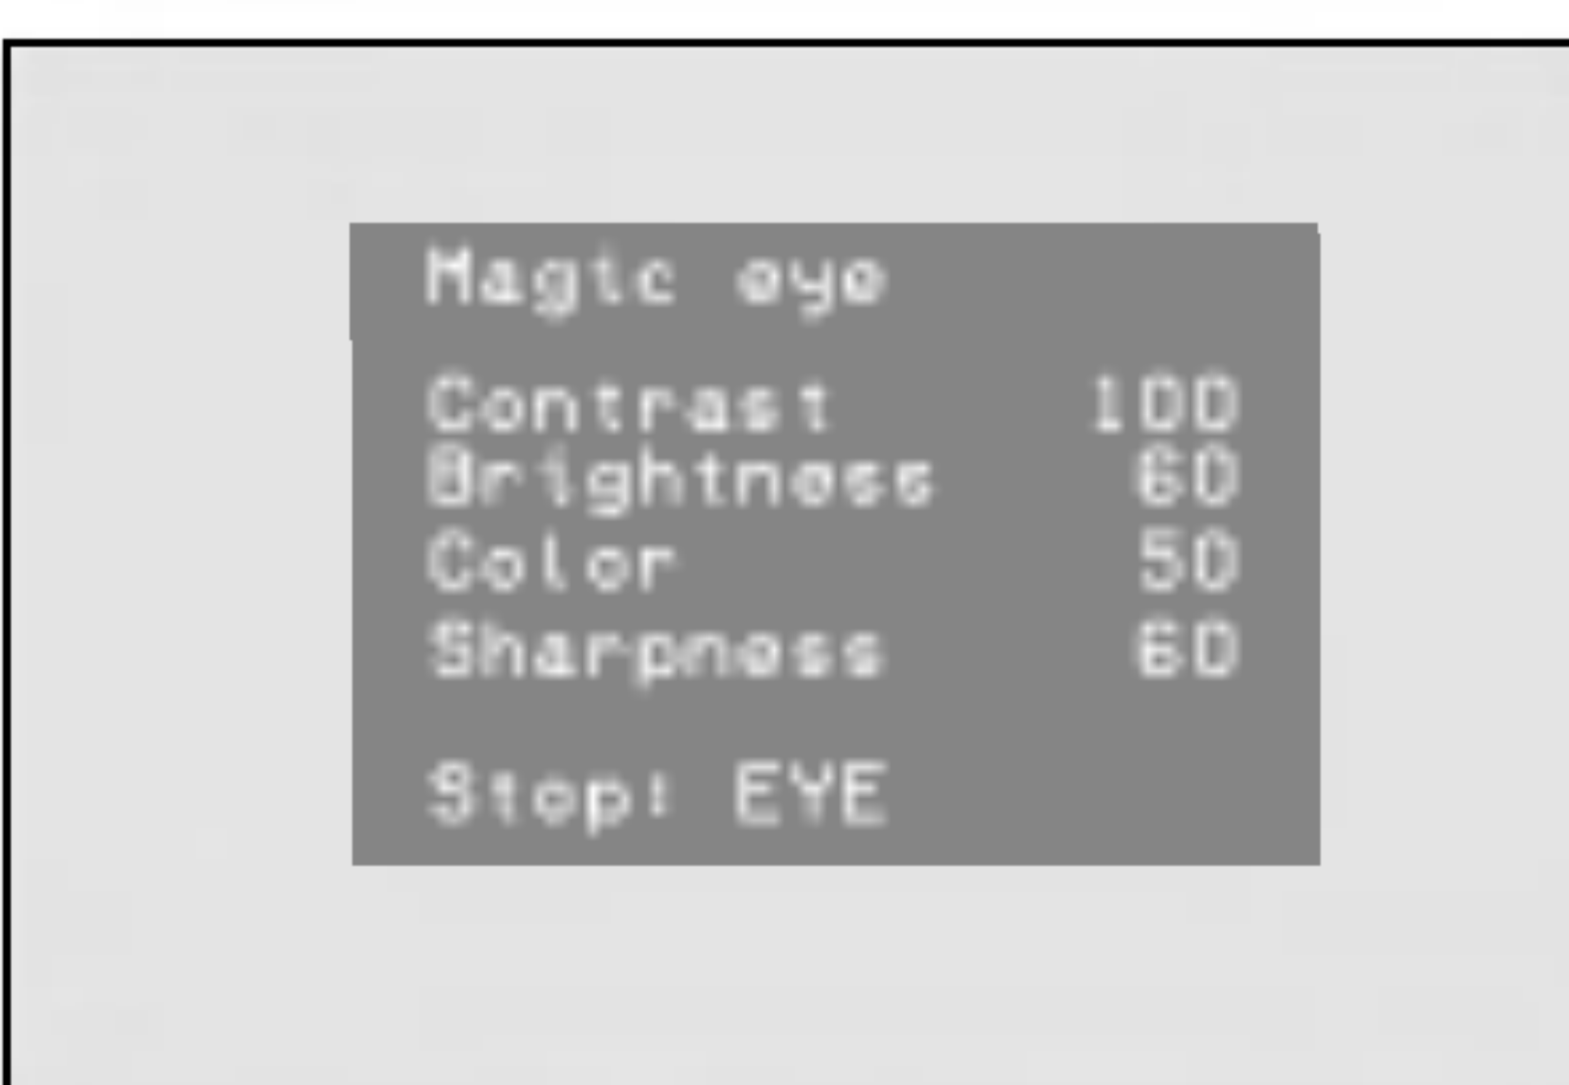 Magic eye
Contrast 100
Brightness 60
Color 50
Sharpness 60
Stop: EYE